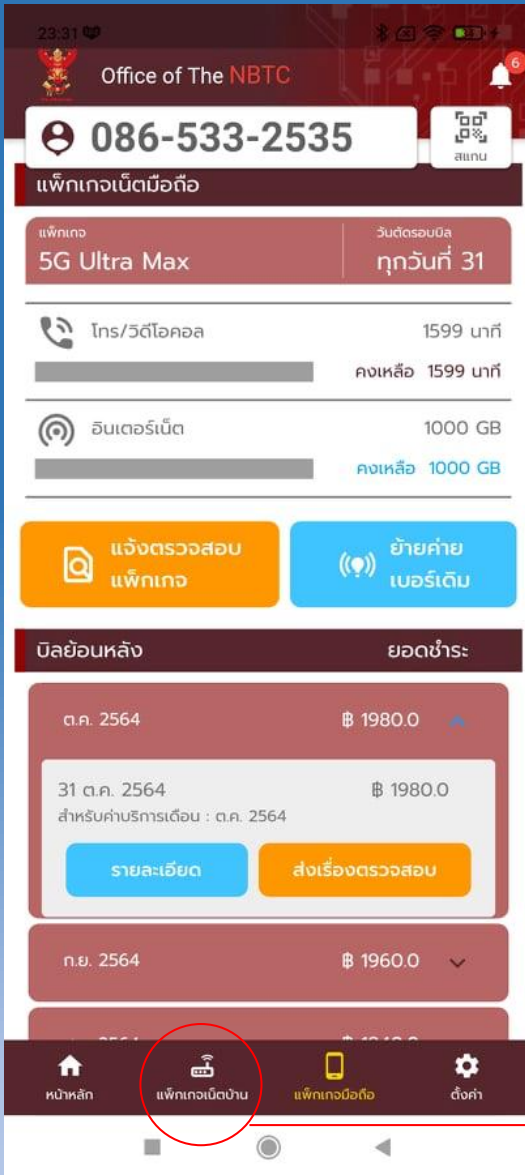 23:31
Office of The NBTC
6
086-533-2535
สแกน
แพ็กเกจเน็ตมือถือ
แพ็กเกจ
วันตัดรอบบิล
5G Ultra Max
ทุกวันที่ 31
โทร/วิดีโอคอล
1599 นาที
คงเหลือ 1599 นาที
อินเตอร์เน็ต
1000 GB
คงเหลือ 1000 GB
แจ้งตรวจสอบ
แพ็กเกจ
ย้ายค่าย
เบอร์เดิม
บิลย้อนหลัง
ยอดชำระ
ต.ค. 2564
฿ 1980.0
31 ต.ค. 2564
฿ 1980.0
สำหรับค่าบริการเดือน : ต.ค. 2564
รายละเอียด
ส่งเรื่องตรวจสอบ
ก.ย. 2564
฿ 1960.0
หน้าหลัก
แพ็กเกจเน็ตบ้าน
แพ็กเกจมือถือ
ตั้งค่า